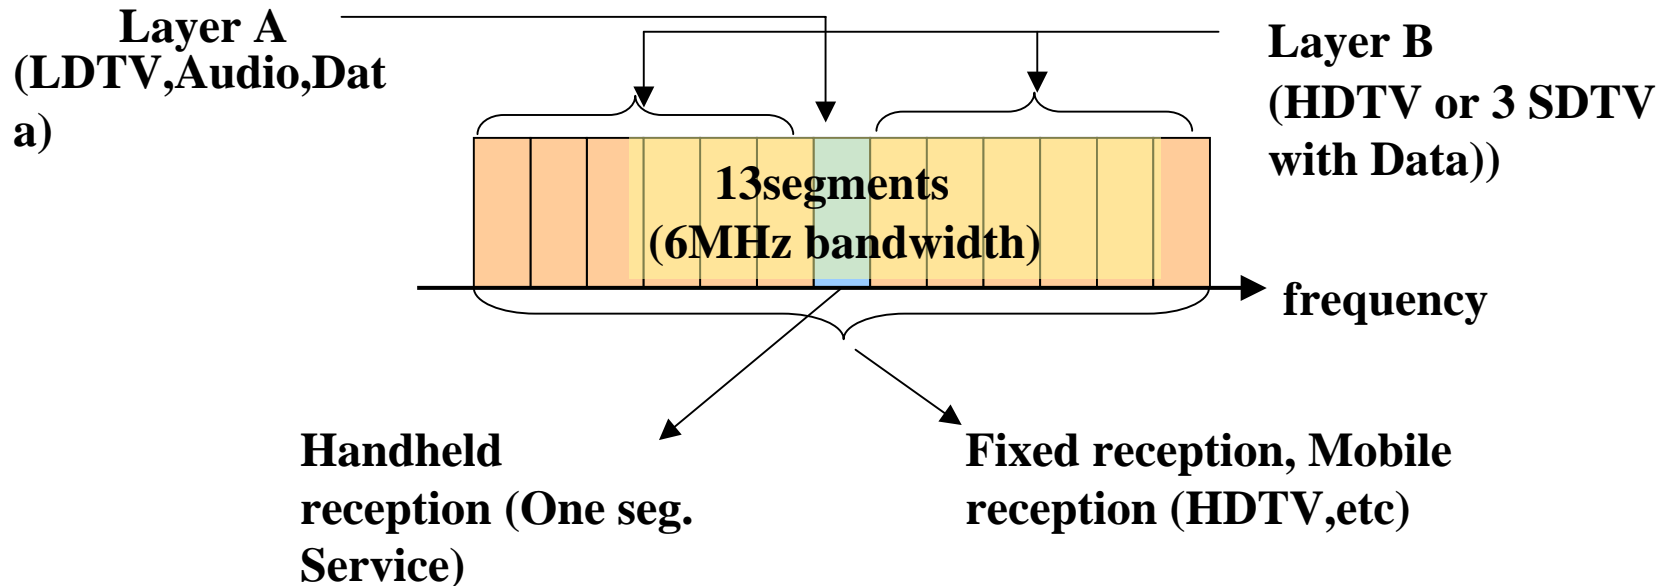 Layer A
(LDTV,Audio,Dat
a)
Layer B
(HDTV or 3 SDTV
with Data))
13segments
(6MHz bandwidth)
frequency
Handheld
reception (One seg.
Service)
Fixed reception, Mobile
reception (HDTV,etc)